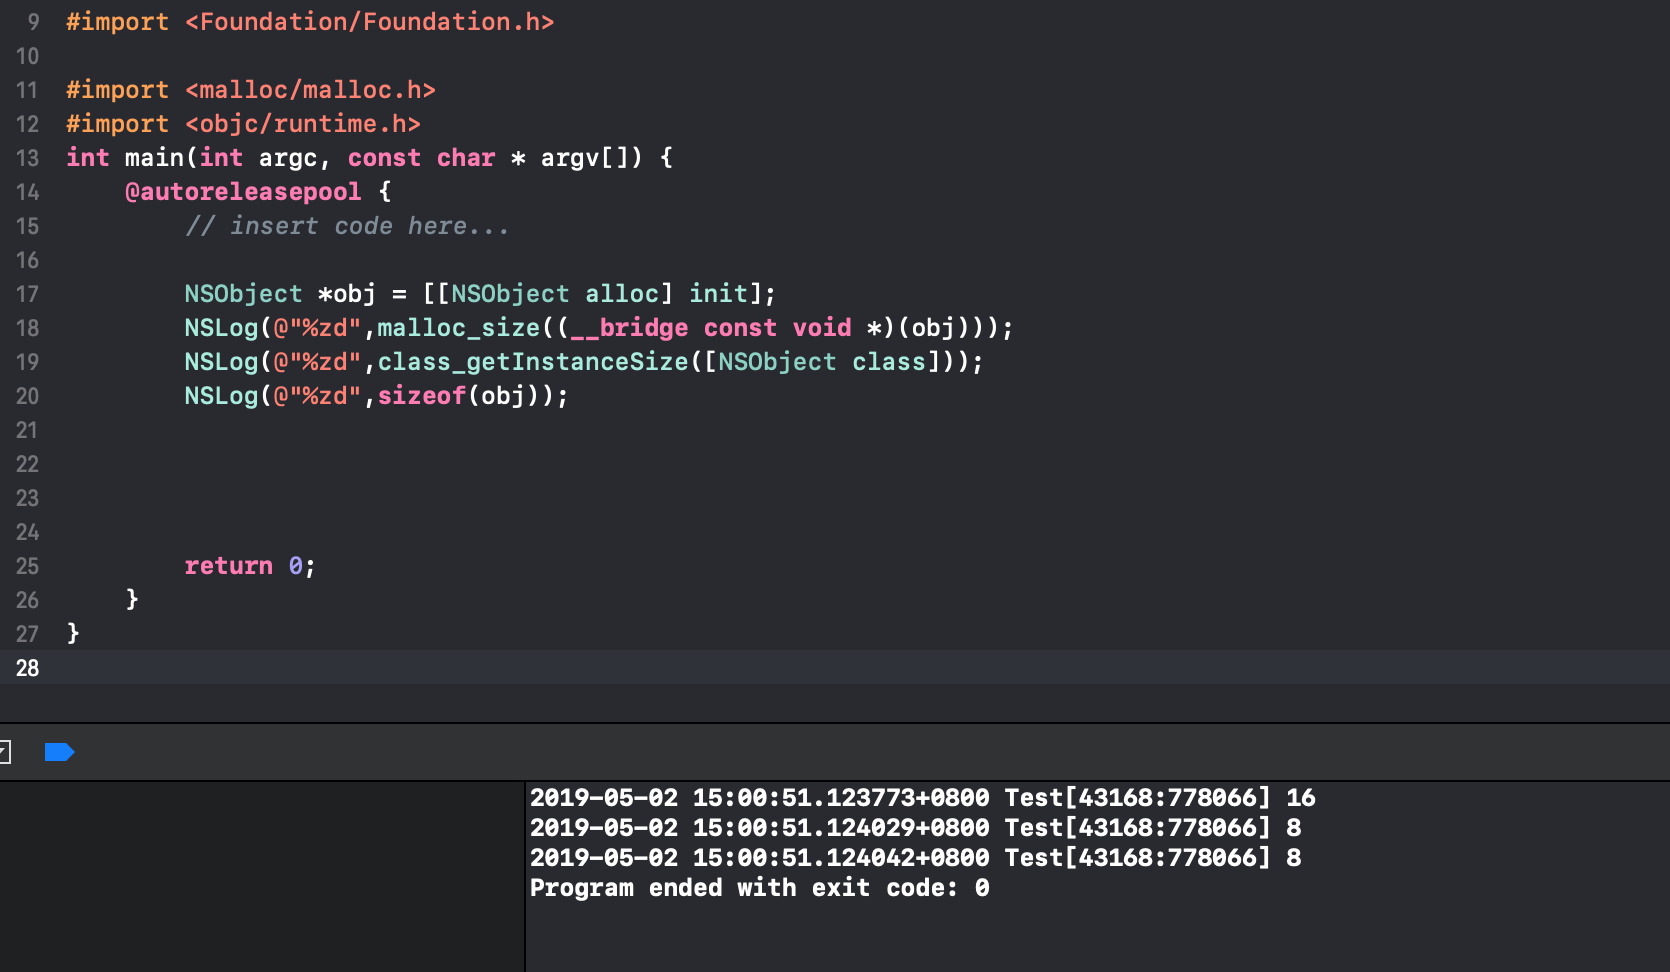 9 #import <Foundation/Foundation.h>
10
11 #import <malloc/malloc.h>
12 #import <objc/runtime.h>
13 int main(int argc, const char * argv[]) {
14     @autoreleasepool {
15         // insert code here...
16
17         NSObject *obj = [[NSObject alloc] init];
18         NSLog(@"%zd",malloc_size((__bridge const void *)(obj)));
19         NSLog(@"%zd",class_getInstanceSize([NSObject class]));
20         NSLog(@"%zd",sizeof(obj));
21
22
23
24
25         return 0;
26     }
27 }
28
2019-05-02 15:00:51.123773+0800 Test[43168:778066] 16
2019-05-02 15:00:51.124029+0800 Test[43168:778066] 8
2019-05-02 15:00:51.124042+0800 Test[43168:778066] 8
Program ended with exit code: 0